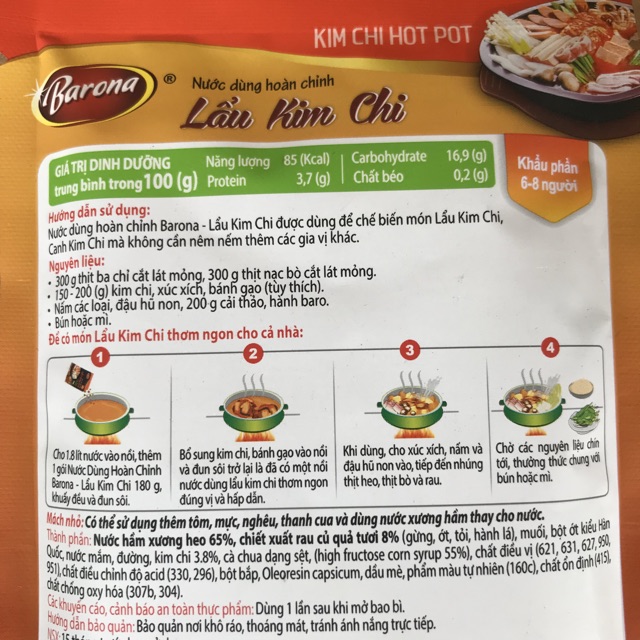 KIM CHI HOT POT
Barona ®
Nước dùng hoàn chỉnh
Lẩu Kim Chi
GIÁ TRỊ DINH DƯỠNG
trung bình trong 100 (g)
Năng lượng 85 (Kcal)
Protein 3,7 (g)
Carbohydrate 16,9 (g)
Chất béo 0,2 (g)
Khẩu phần
6-8 người
Hướng dẫn sử dụng:
Nước dùng hoàn chỉnh Barona - Lẩu Kim Chi được dùng để chế biến món Lẩu Kim Chi,
Canh Kim Chi mà không cần nêm nếm thêm các gia vị khác.
Nguyên liệu:
• 300 g thịt ba chỉ cắt lát mỏng, 300 g thịt nạc bò cắt lát mỏng.
• 150 - 200 (g) kim chi, xúc xích, bánh gạo (tùy thích).
• Nấm các loại, đậu hũ non, 200 g cải thảo, hành baro.
• Bún hoặc mì.
Để có món Lẩu Kim Chi thơm ngon cho cả nhà:
1
2
3
4
Cho 1.8 lít nước vào nồi, thêm
1 gói Nước Dùng Hoàn Chỉnh
Barona - Lẩu Kim Chi 180 g,
khuấy đều và đun sôi.
Bổ sung kim chi, bánh gạo vào nồi
và đun sôi trở lại là đã có một nồi
nước dùng lẩu kim chi thơm ngon
đúng vị và hấp dẫn.
Khi dùng, cho xúc xích, nấm và
đậu hũ non vào, tiếp đến nhúng
thịt heo, thịt bò và rau.
Chờ các nguyên liệu chín
tới, thưởng thức chung với
bún hoặc mì.
Mách nhỏ: Có thể sử dụng thêm tôm, mực, nghêu, thanh cua và dùng nước xương hầm thay cho nước.
Thành phần: Nước hầm xương heo 65%, chiết xuất rau củ quả tươi 8% (gừng, ớt, tỏi, hành lá), muối, bột ớt kiểu Hàn
Quốc, nước mắm, đường, kim chi 3.8%, cà chua dạng sệt, (high fructose corn syrup 55%), chất điều vị (621, 631, 627, 950,
951), chất điều chỉnh độ acid (330, 296), bột bắp, Oleoresin capsicum, dầu mè, phẩm màu tự nhiên (160c), chất ổn định (415),
chất chống oxy hóa (307b, 304).
Các khuyến cáo, cảnh báo an toàn thực phẩm: Dùng 1 lần sau khi mở bao bì.
Hướng dẫn bảo quản: Bảo quản nơi khô ráo, thoáng mát, tránh ánh nắng trực tiếp.